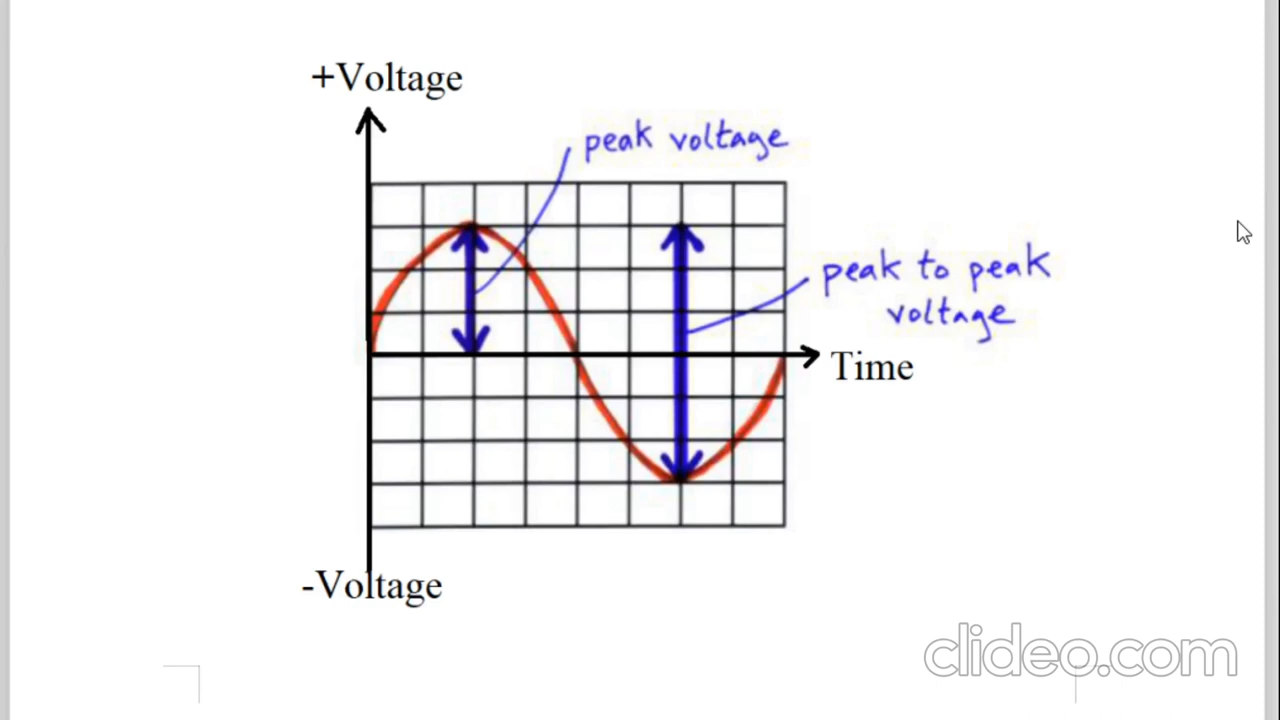 +Voltage
peak voltage
peak to peak
voltage
Time
-Voltage
clideo.com